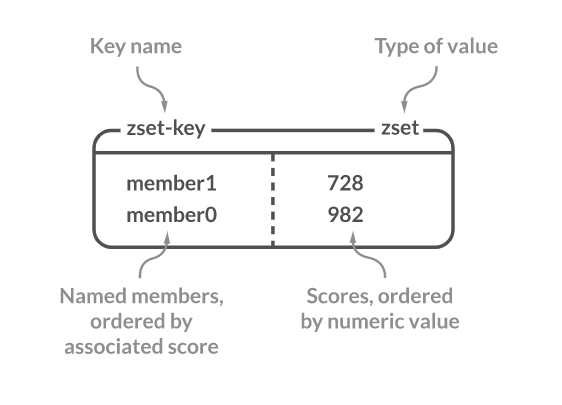 Key name
Type of value
zset-key
zset
member1 728
member0 982
Named members,
ordered by
associated score
Scores, ordered
by numeric value